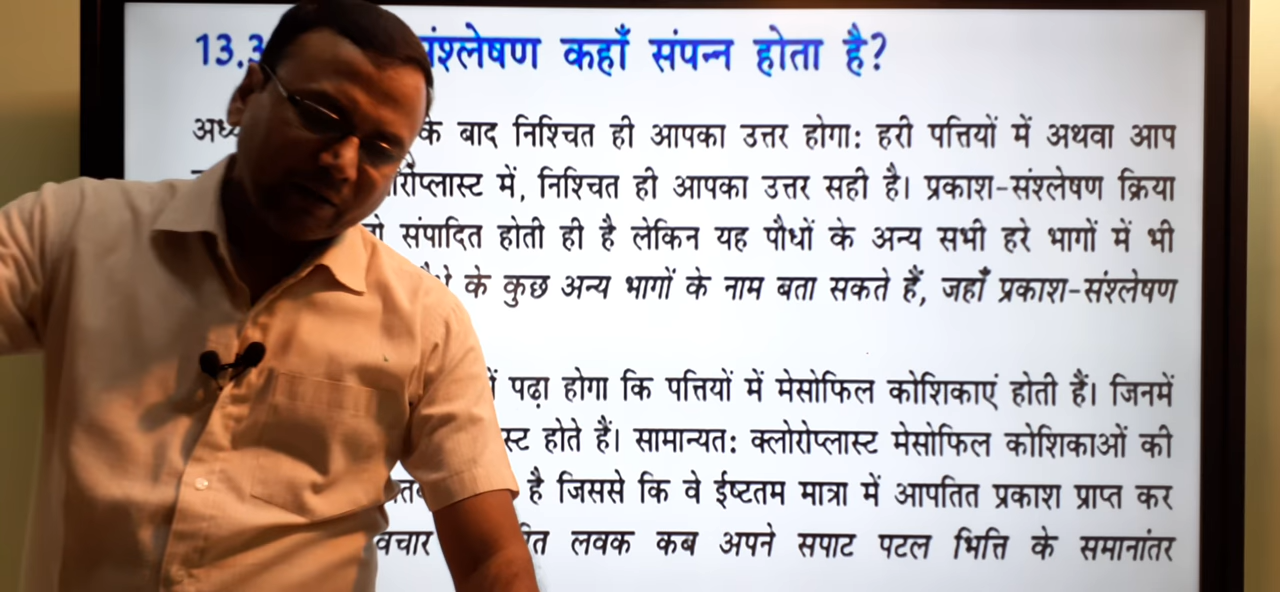 13.3 कहाँ संपन्न होता है?
के बाद निश्चित ही आपका उत्तर होगा: हरी पत्तियों में अथवा आप
में, निश्चित ही आपका उत्तर सही है। प्रकाश-संश्लेषण क्रिया
संपादित होती ही है लेकिन यह पौधों के अन्य सभी हरे भागों में भी
के कुछ अन्य भागों के नाम बता सकते हैं, जहाँ प्रकाश-संश्लेषण
पढ़ा होगा कि पत्तियों में मेसोफिल कोशिकाएं होती हैं। जिनमें
होते हैं। सामान्यत: क्लोरोप्लास्ट मेसोफिल कोशिकाओं की
है जिससे कि वे ईष्टतम मात्रा में आपतित प्रकाश प्राप्त कर
लवक कब अपने सपाट पटल भित्ति के समानांतर